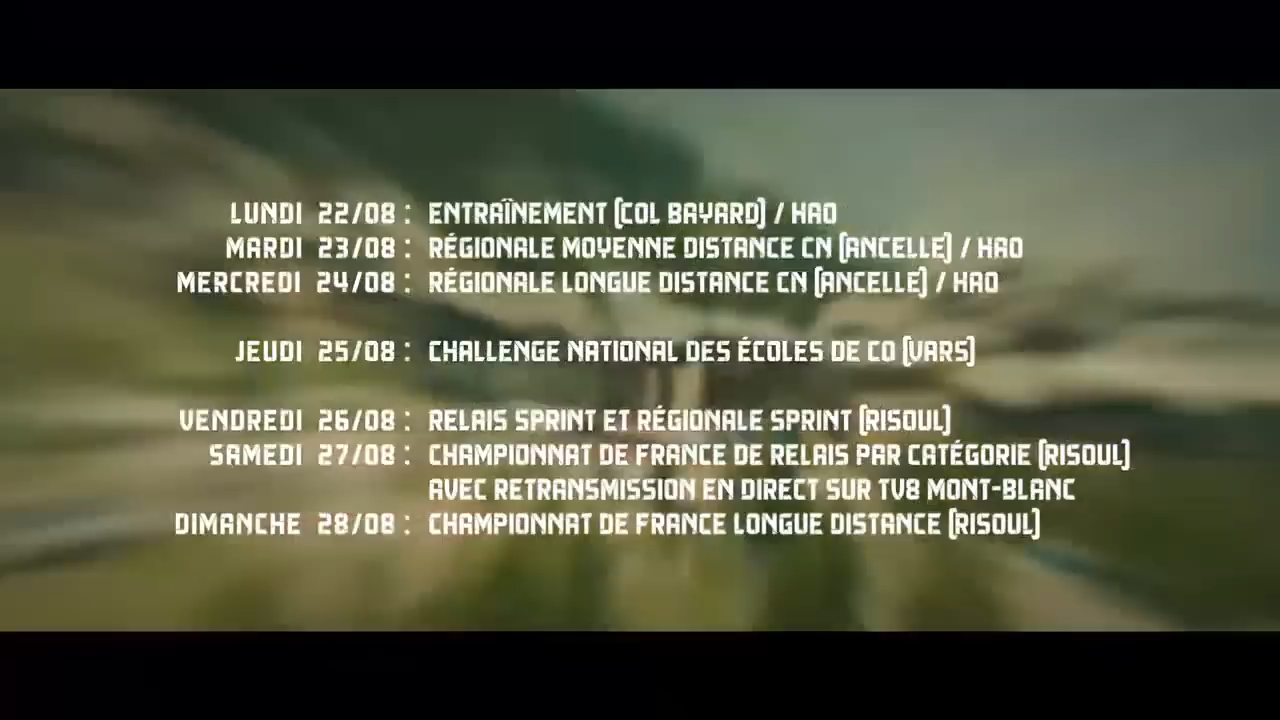 LUNDI 22/08 : ENTRAÎNEMENT (COL BAYARD) / HAO
MARDI 23/08 : RÉGIONALE MOYENNE DISTANCE CN (ANCELLE) / HAO
MERCREDI 24/08 : RÉGIONALE LONGUE DISTANCE CN (ANCELLE) / HAO
JEUDI 25/08 : CHALLENGE NATIONAL DES ÉCOLES DE CO (VARS)
VENDREDI 26/08 : RELAIS SPRINT ET RÉGIONALE SPRINT (RISOUL)
SAMEDI 27/08 : CHAMPIONNAT DE FRANCE DE RELAIS PAR CATÉGORIE (RISOUL)
AVEC RETRANSMISSION EN DIRECT SUR TV8 MONT-BLANC
DIMANCHE 28/08 : CHAMPIONNAT DE FRANCE LONGUE DISTANCE (RISOUL)